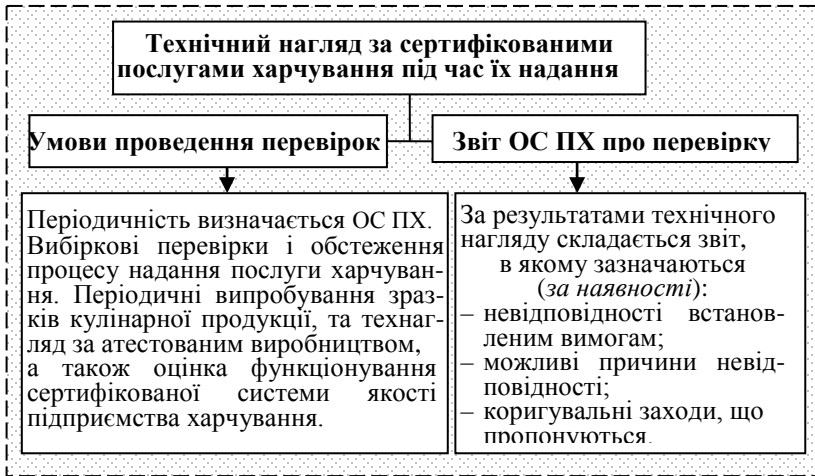 Технічний нагляд за сертифікованими
послугами харчування під час їх надання
Умови проведення перевірок
Звіт ОС ПХ про перевірку
Періодичність визначається ОС ПХ.
Вибіркові перевірки і обстеження
процесу надання послуги харчуван-
ня. Періодичні випробування зраз-
ків кулінарної продукції, та технаг-
ляд за атестованим виробництвом,
а також оцінка функціонування
сертифікованої системи якості
підприємства харчування.
За результатами технічного
нагляду складається звіт,
в якому зазначаються
(за наявності):
– невідповідності встанов-
леним вимогам;
– можливі причини невід-
повідності;
– коригувальні заходи, що
пропонуються.